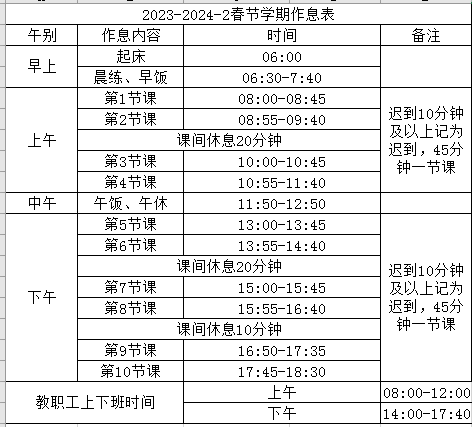 2023-2024-2春节学期作息表
午别 作息内容 时间 备注
早上 起床 06:00
晨练、早饭 06:30-7:40
上午 第1节课 08:00-08:45
第2节课 08:55-09:40
课间休息20分钟
第3节课 10:00-10:45
第4节课 10:55-11:40
迟到10分钟
及以上记为
迟到，45分
钟一节课
中午 午饭、午休 11:50-12:50
下午 第5节课 13:00-13:45
第6节课 13:55-14:40
课间休息20分钟
第7节课 15:00-15:45
第8节课 15:55-16:40
课间休息10分钟
第9节课 16:50-17:35
第10节课 17:45-18:30
迟到10分钟
及以上记为
迟到，45分
钟一节课
教职工上下班时间 上午 08:00-12:00
下午 14:00-17:40